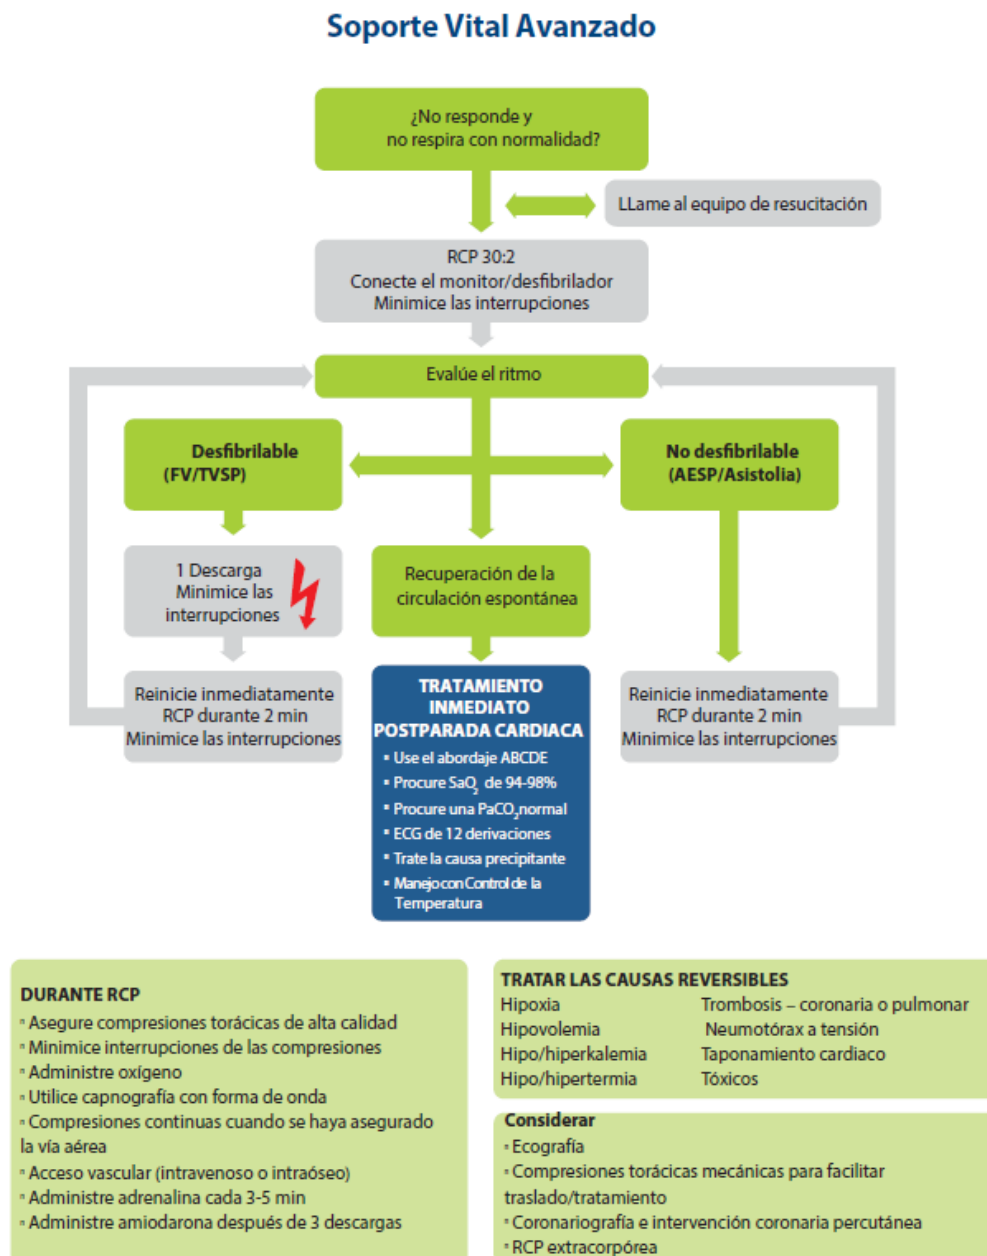 Soporte Vital Avanzado
¿No responde y
no respira con normalidad?
LLame al equipo de resucitación
RCP 30:2
Conecte el monitor/desfibrilador
Minimice las interrupciones
Evalúe el ritmo
Desfibrilable
(FV/TVSP)
No desfibrilable
(AESP/Asistolia)
1 Descarga
Minimice las
interrupciones
Recuperación de la
circulación espontánea
Reinicie inmediatamente
RCP durante 2 min
Minimice las interrupciones
TRATAMIENTO
INMEDIATO
POSTPARADA CARDIACA
▪ Use el abordaje ABCDE
▪ Procure SaO₂ de 94-98%
▪ Procure una PaCO₂normal
▪ ECG de 12 derivaciones
▪ Trate la causa precipitante
▪ Manejo con Control de la
Temperatura
Reinicie inmediatamente
RCP durante 2 min
Minimice las interrupciones
DURANTE RCP
▫ Asegure compresiones torácicas de alta calidad
▫ Minimice interrupciones de las compresiones
▫ Administre oxígeno
▫ Utilice capnografía con forma de onda
▫ Compresiones continuas cuando se haya asegurado
la vía aérea
▫ Acceso vascular (intravenoso o intraóseo)
▫ Administre adrenalina cada 3-5 min
▫ Administre amiodarona después de 3 descargas
TRATAR LAS CAUSAS REVERSIBLES
Hipoxia Trombosis – coronaria o pulmonar
Hipovolemia Neumotórax a tensión
Hipo/hiperkalemia Taponamiento cardiaco
Hipo/hipertermia Tóxicos
Considerar
▫ Ecografía
▫ Compresiones torácicas mecánicas para facilitar
traslado/tratamiento
▫ Coronariografía e intervención coronaria percutánea
▫ RCP extracorpórea